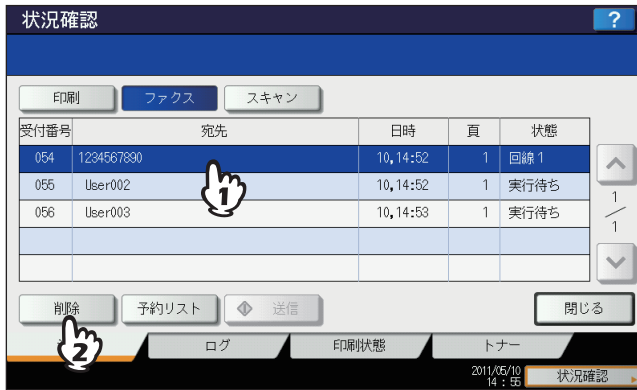 状況確認 ?
印刷 ファクス スキャン
受付番号 宛先 日時 頁 状態
054 1234567890 10,14:52 1 回線 1
055 User002 10,14:52 1 実行待ち
056 User003 10,14:53 1 実行待ち
1
1
1
削除 予約リスト 送信 閉じる
2 ログ 印刷状態 トナー
2011/05/10
14 : 55 状況確認